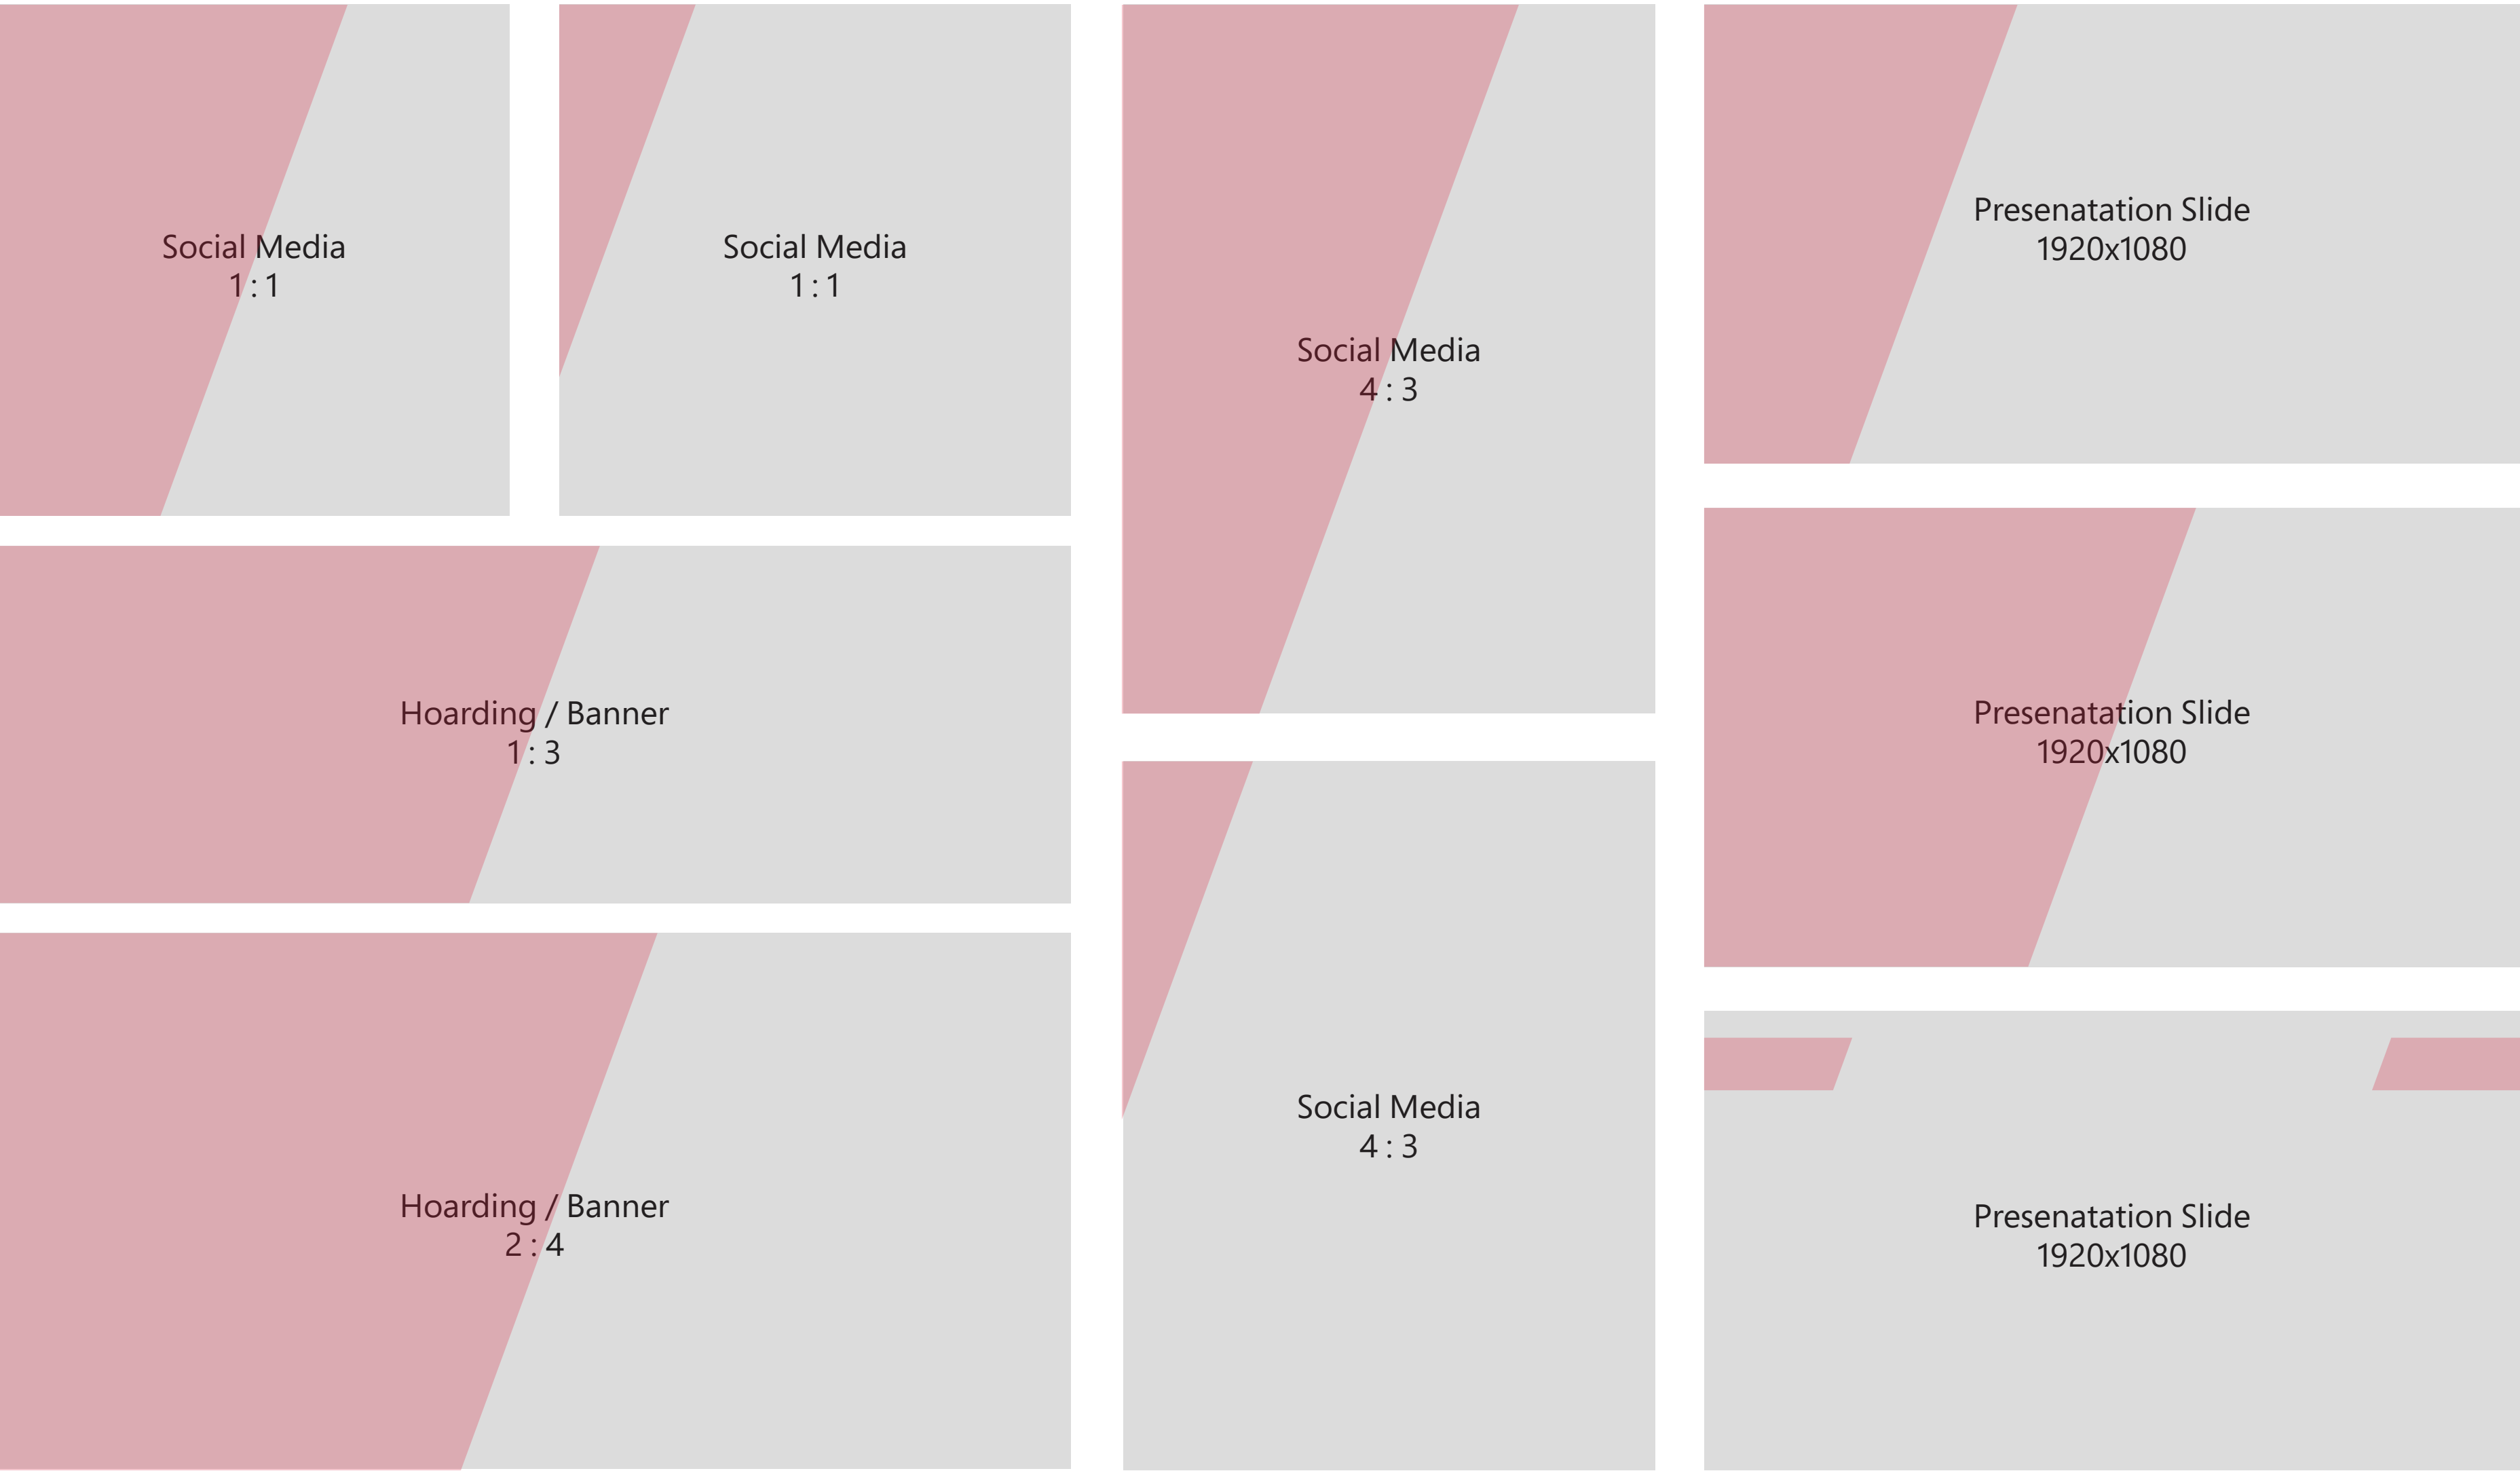 Social Media
1 : 1
Social Media
1 : 1
Social Media
4 : 3
Presenatation Slide
1920x1080
Hoarding / Banner
1 : 3
Presenatation Slide
1920x1080
Hoarding / Banner
2 : 4
Social Media
4 : 3
Presenatation Slide
1920x1080